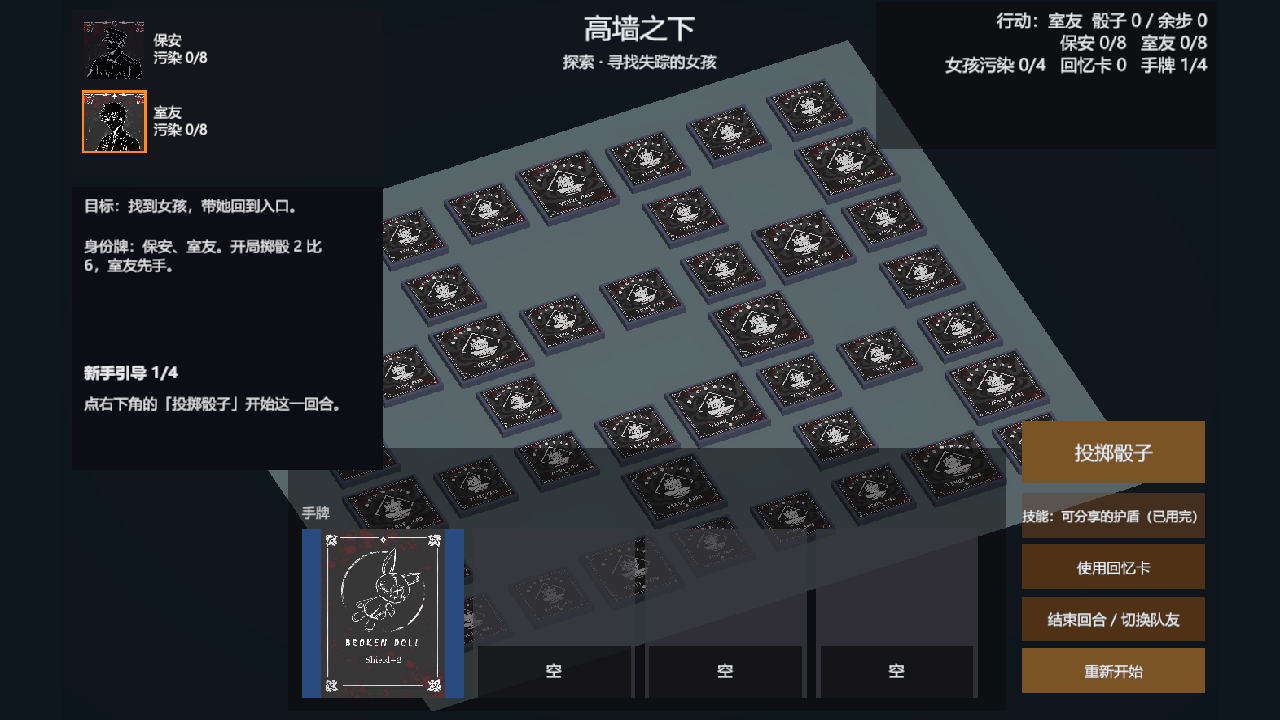 保安
污染 0/8
室友
污染 0/8
高墙之下
探索 · 寻找失踪的女孩
行动：室友 骰子 0 / 余步 0
保安 0/8 室友 0/8
女孩污染 0/4 回忆卡 0 手牌 1/4
目标：找到女孩，带她回到入口。
身份牌：保安、室友。开局掷骰 2 比
6，室友先手。
新手引导 1/4
点右下角的「投掷骰子」开始这一回合。
手牌
BROKEN DOLL
Shield+2
空
空
空
投掷骰子
技能：可分享的护盾（已用完）
使用回忆卡
结束回合 / 切换队友
重新开始